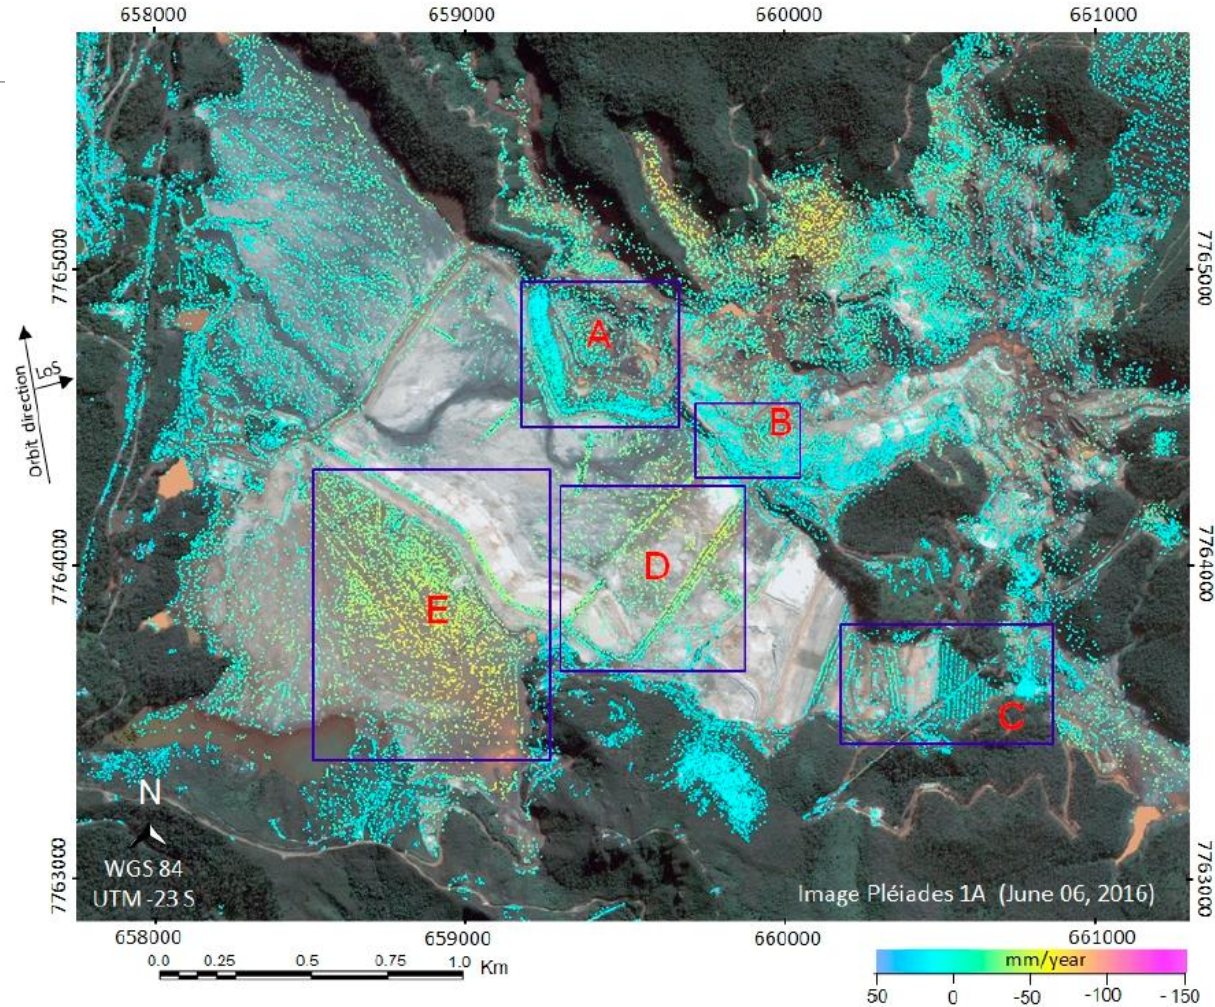 658000 659000 660000 661000
7765000
7765000
A
B
Orbit direction
LOS
7764000
7764000
D
E
C
N
WGS 84
UTM -23 S
7763000
7763000
Image Pléiades 1A (June 06, 2016)
658000 659000 660000 661000
0.0 0.25 0.5 0.75 1.0 Km
mm/year
50 0 -50 -100 -150